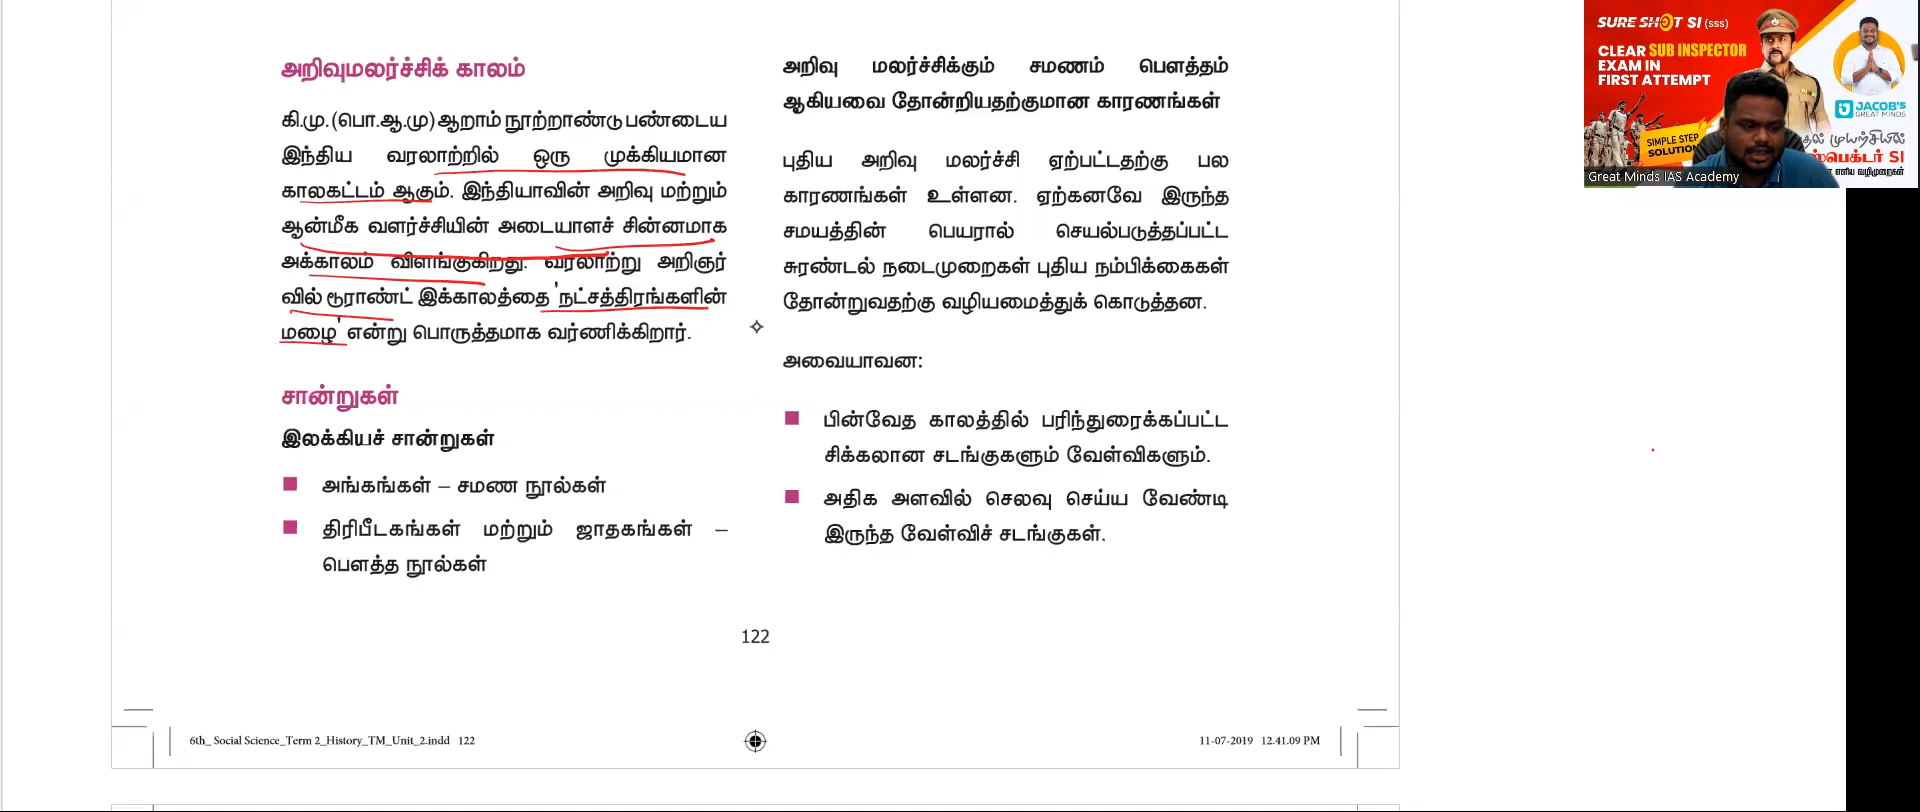 அறிவுமலர்ச்சிக் காலம்
கி.மு.(பொ.ஆ.மு) ஆறாம் நூற்றாண்டு பண்டைய
இந்திய வரலாற்றில் ஒரு முக்கியமான
காலகட்டம் ஆகும். இந்தியாவின் அறிவு மற்றும்
ஆன்மீக வளர்ச்சியின் அடையாளச் சின்னமாக
அக்காலம் விளங்குகிறது. வரலாற்று அறிஞர்
வில் டூராண்ட் இக்காலத்தை 'நட்சத்திரங்களின்
மழை' என்று பொருத்தமாக வர்ணிக்கிறார்.
சான்றுகள்
இலக்கியச் சான்றுகள்
அங்கங்கள் – சமண நூல்கள்
திரிபீடகங்கள் மற்றும் ஜாதகங்கள் –
பௌத்த நூல்கள்
அறிவு மலர்ச்சிக்கும் சமணம் பௌத்தம்
ஆகியவை தோன்றியதற்குமான காரணங்கள்
புதிய அறிவு மலர்ச்சி ஏற்பட்டதற்கு பல
காரணங்கள் உள்ளன. ஏற்கனவே இருந்த
சமயத்தின் பெயரால் செயல்படுத்தப்பட்ட
சுரண்டல் நடைமுறைகள் புதிய நம்பிக்கைகள்
தோன்றுவதற்கு வழியமைத்துக் கொடுத்தன.
அவையாவன:
பின்வேத காலத்தில் பரிந்துரைக்கப்பட்ட
சிக்கலான சடங்குகளும் வேள்விகளும்.
அதிக அளவில் செலவு செய்ய வேண்டி
இருந்த வேள்விச் சடங்குகள்.
122
6th_ Social Science_Term 2_History_TM_Unit_2.indd 122
11-07-2019 12.41.09 PM
SURE SHOT SI (SSS)
CLEAR SUB INSPECTOR
EXAM IN
FIRST ATTEMPT
SIMPLE STEP
SOLUTION
JACOB's
GREAT MINDS
முயற்சியில்
SI
எளிய வழிமுறைகள்
Great Minds IAS Academy